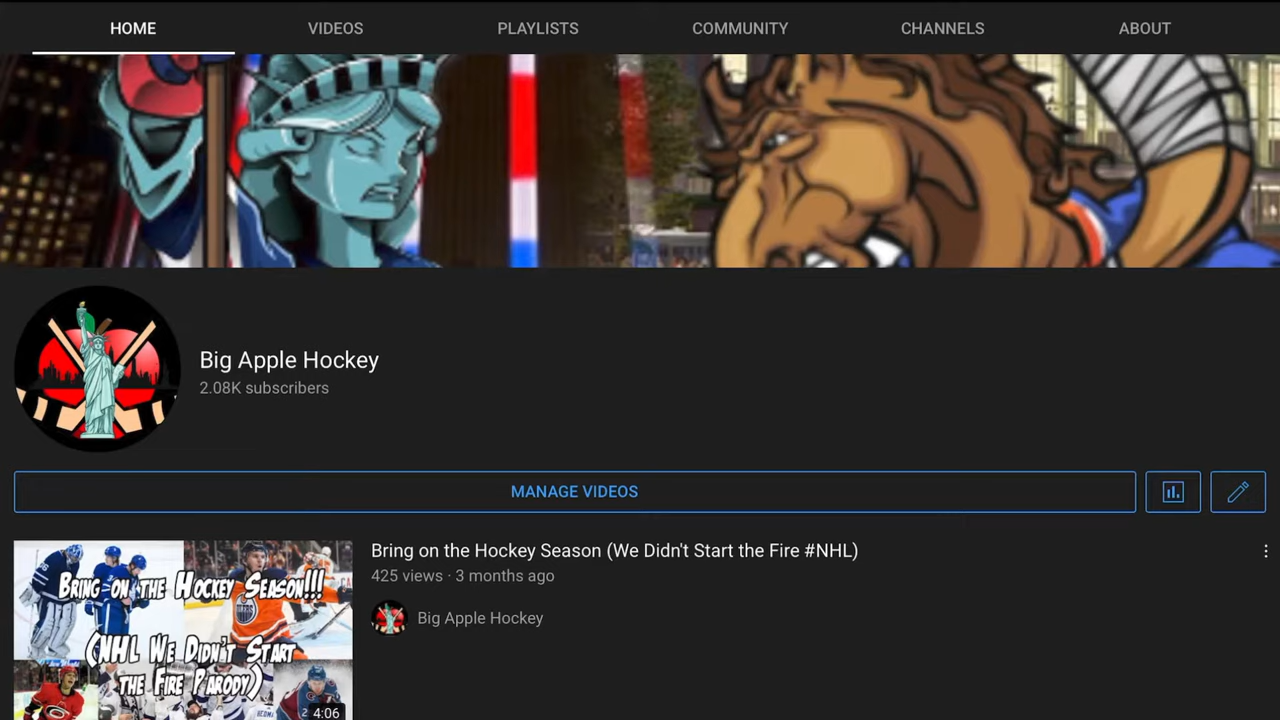 HOME
VIDEOS
PLAYLISTS
COMMUNITY
CHANNELS
ABOUT
Big Apple Hockey
2.08K subscribers
MANAGE VIDEOS
Bring on the Hockey Season (We Didn't Start the Fire #NHL)
425 views · 3 months ago
Big Apple Hockey
BRING ON THE HOCKEY SEASON!!!
(NHL WE DIDN'T START
THE FIRE PARODY)
4:06